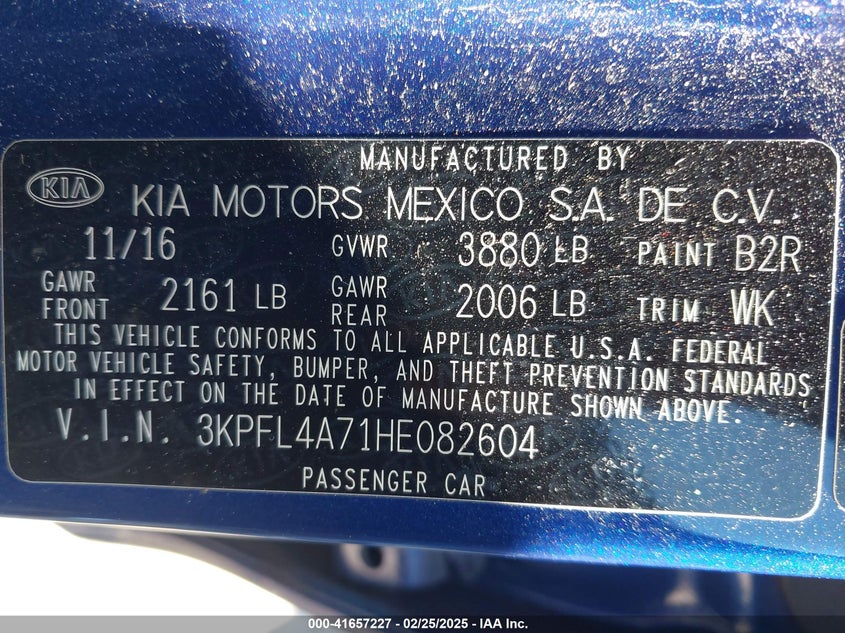 MANUFACTURED BY
KIA KIA MOTORS MEXICO S.A. DE C.V.
11/16 GVWR 3880 LB PAINT B2R
GAWR FRONT 2161 LB GAWR REAR 2006 LB TRIM WK
THIS VEHICLE CONFORMS TO ALL APPLICABLE U.S.A. FEDERAL
MOTOR VEHICLE SAFETY, BUMPER, AND THEFT PREVENTION STANDARDS
IN EFFECT ON THE DATE OF MANUFACTURE SHOWN ABOVE.
V.I.N. 3KPFL4A71HE082604
PASSENGER CAR
000-41657227 - 02/25/2025 - IAA Inc.